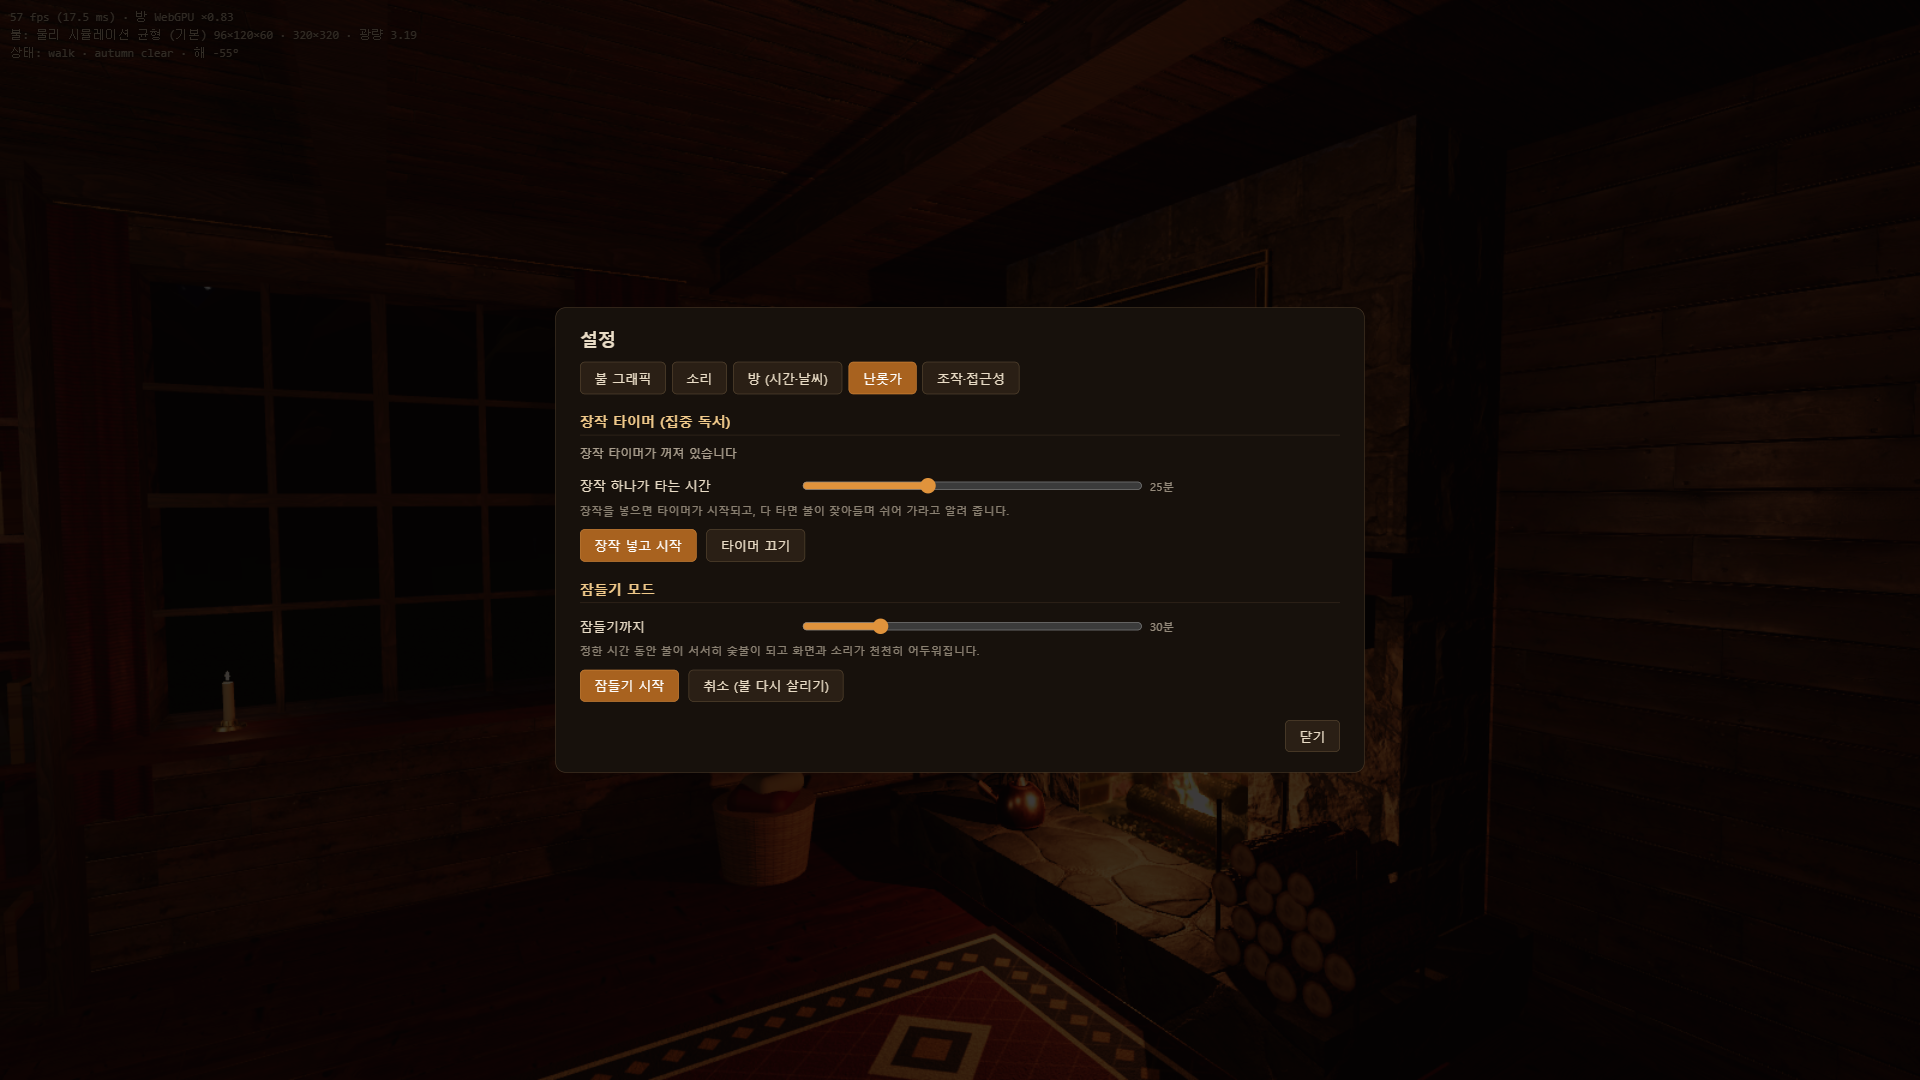 57 fps (17.5 ms) · 방 WebGPU ×0.83
불: 물리 시뮬레이션 균형 (기본) 96×120×60 · 320×320 · 광량 3.19
상태: walk · autumn clear · 해 -55°
설정
불 그래픽 소리 방 (시간·날씨) 난롯가 조작·접근성
장작 타이머 (집중 독서)
장작 타이머가 꺼져 있습니다
장작 하나가 타는 시간 25분
장작을 넣으면 타이머가 시작되고, 다 타면 불이 잦아들며 쉬어 가라고 알려 줍니다.
장작 넣고 시작 타이머 끄기
잠들기 모드
잠들기까지 30분
정한 시간 동안 불이 서서히 숯불이 되고 화면과 소리가 천천히 어두워집니다.
잠들기 시작 취소 (불 다시 살리기)
닫기